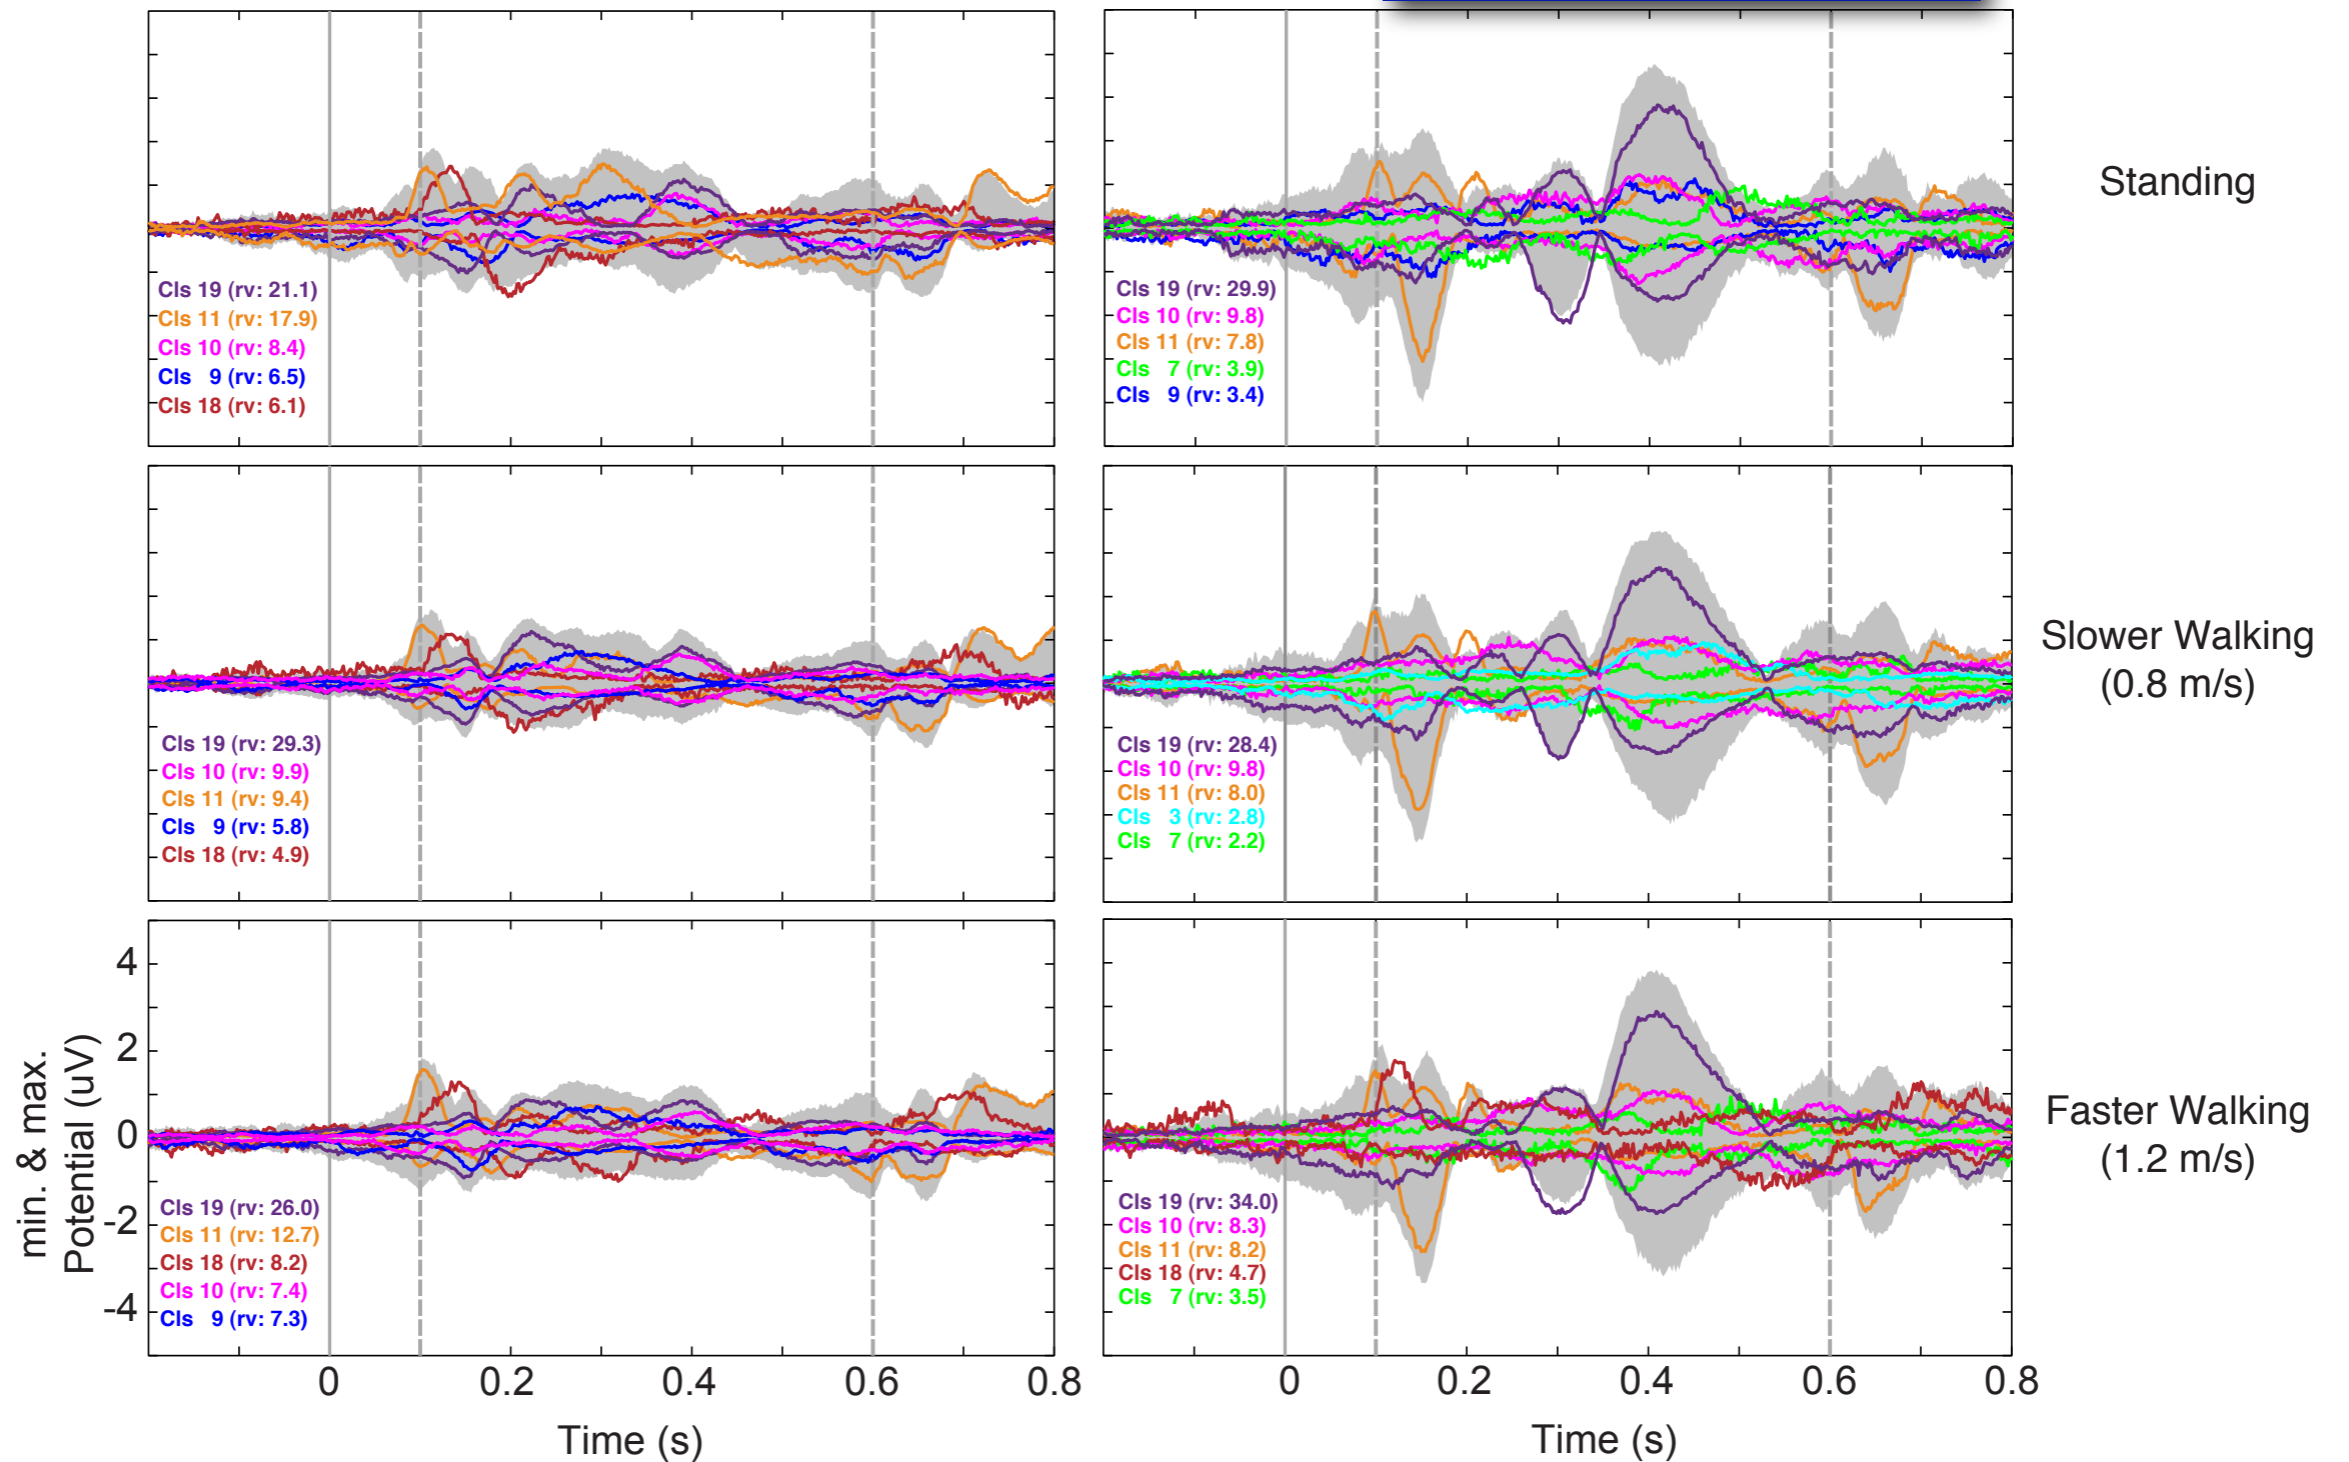 Cls 19 (rv: 21.1)
Cls 11 (rv: 17.9)
Cls 10 (rv: 8.4)
Cls 9 (rv: 6.5)
Cls 18 (rv: 6.1)
Cls 19 (rv: 29.9)
Cls 10 (rv: 9.8)
Cls 11 (rv: 7.8)
Cls 7 (rv: 3.9)
Cls 9 (rv: 3.4)
Standing
Cls 19 (rv: 29.3)
Cls 10 (rv: 9.9)
Cls 11 (rv: 9.4)
Cls 9 (rv: 5.8)
Cls 18 (rv: 4.9)
Cls 19 (rv: 28.4)
Cls 10 (rv: 9.8)
Cls 11 (rv: 8.0)
Cls 3 (rv: 2.8)
Cls 7 (rv: 2.2)
Slower Walking
(0.8 m/s)
min. & max.
Potential (uV)
4
2
0
-2
-4
Cls 19 (rv: 26.0)
Cls 11 (rv: 12.7)
Cls 18 (rv: 8.2)
Cls 10 (rv: 7.4)
Cls 9 (rv: 7.3)
Cls 19 (rv: 34.0)
Cls 10 (rv: 8.3)
Cls 11 (rv: 8.2)
Cls 18 (rv: 4.7)
Cls 7 (rv: 3.5)
Faster Walking
(1.2 m/s)
0 0.2 0.4 0.6 0.8
0 0.2 0.4 0.6 0.8
Time (s)
Time (s)